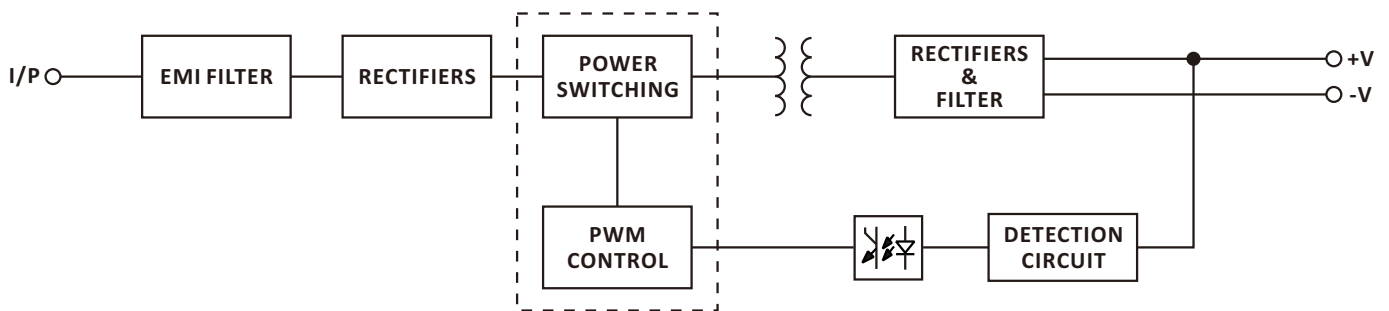 I/P
EMI FILTER
RECTIFIERS
POWER
SWITCHING
RECTIFIERS
&
FILTER
+V
-V
PWM
CONTROL
DETECTION
CIRCUIT